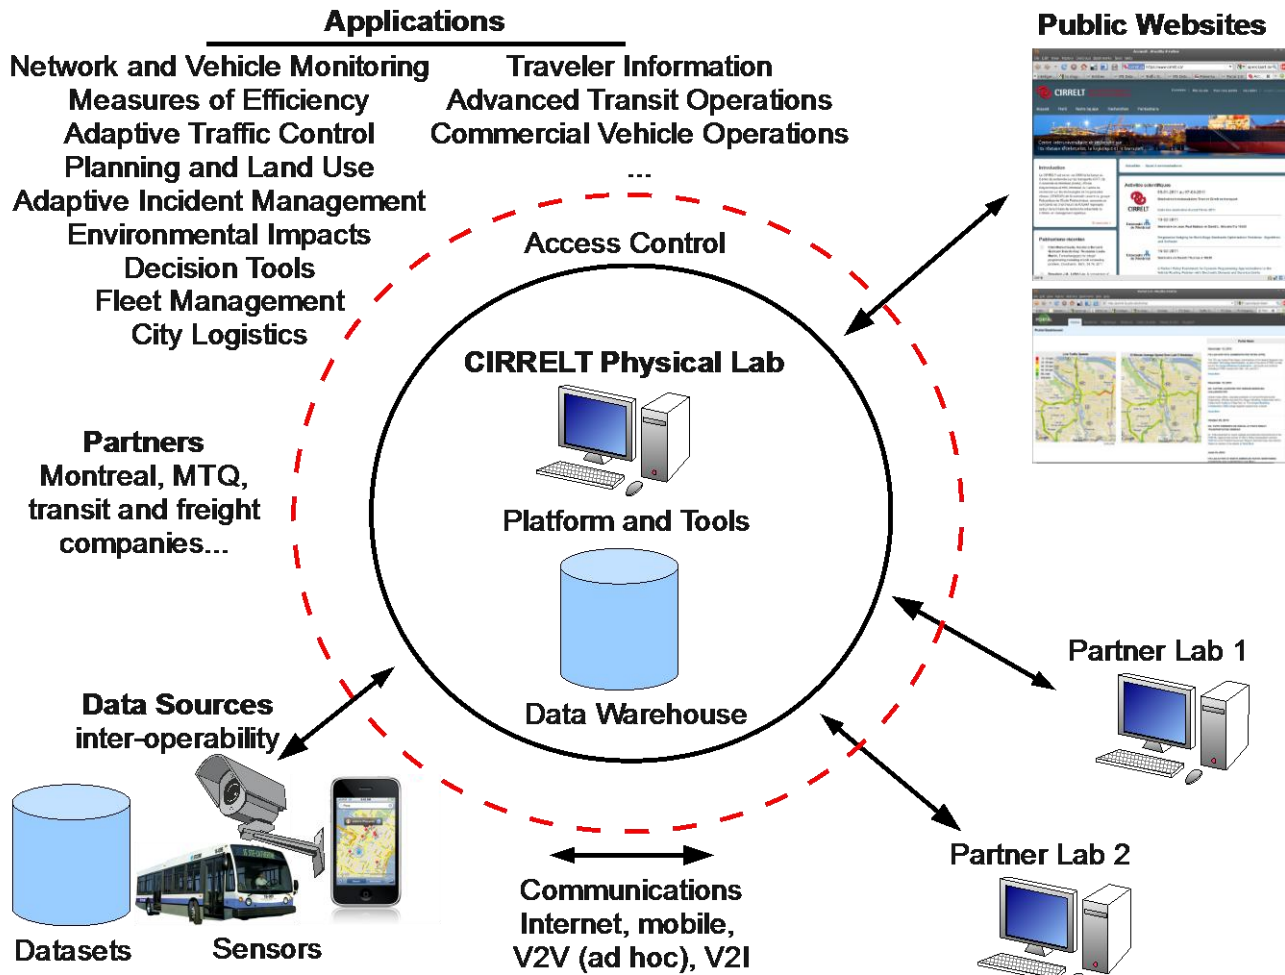 Applications
Network and Vehicle Monitoring
Measures of Efficiency
Adaptive Traffic Control
Planning and Land Use
Adaptive Incident Management
Environmental Impacts
Decision Tools
Fleet Management
City Logistics
Traveler Information
Advanced Transit Operations
Commercial Vehicle Operations
...
Public Websites
CIRRELT
Introduction
CIRRELT
Access Control
CIRRELT Physical Lab
Platform and Tools
Data Warehouse
Partners
Montreal, MTQ,
transit and freight
companies...
Data Sources
inter-operability
Datasets
Sensors
Communications
Internet, mobile,
V2V (ad hoc), V2I
Partner Lab 1
Partner Lab 2